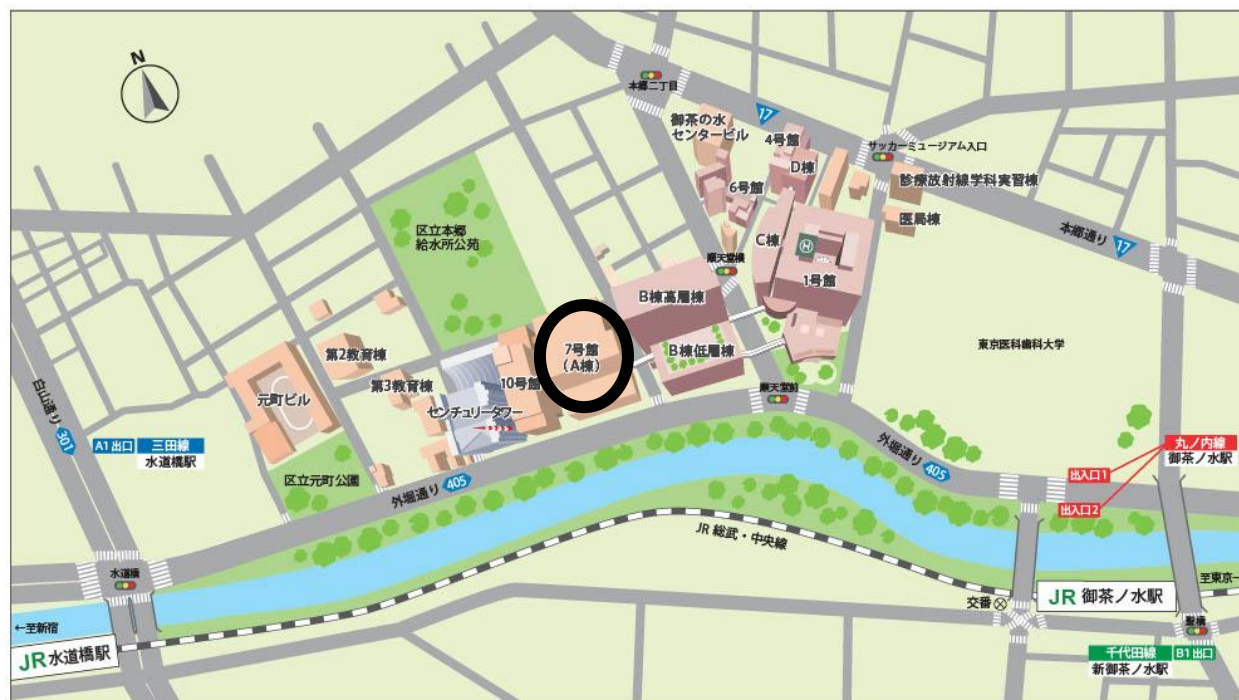 N
本郷二丁目
17
御茶の水
センタービル
4号館
D棟
サッカーミュージアム入口
診療放射線学科実習棟
6号館
医局棟
区立本郷
給水所公苑
C棟
H
本郷通り
17
順天堂横
1号館
B棟高層棟
東京医科歯科大学
7号館
(A棟)
B棟低層棟
第2教育棟
第3教育棟
10号館
元町ビル
センチュリータワー
順天堂前
白山通り
301
A1出口
三田線
水道橋駅
区立元町公園
外堀通り
405
外堀通り
405
丸ノ内線
御茶ノ水駅
出入口1
出入口2
JR 総武・中央線
水道橋
JR 御茶ノ水駅
至東京→
交番
←至新宿
JR 水道橋駅
聖橋
千代田線
B1出口
新御茶ノ水駅